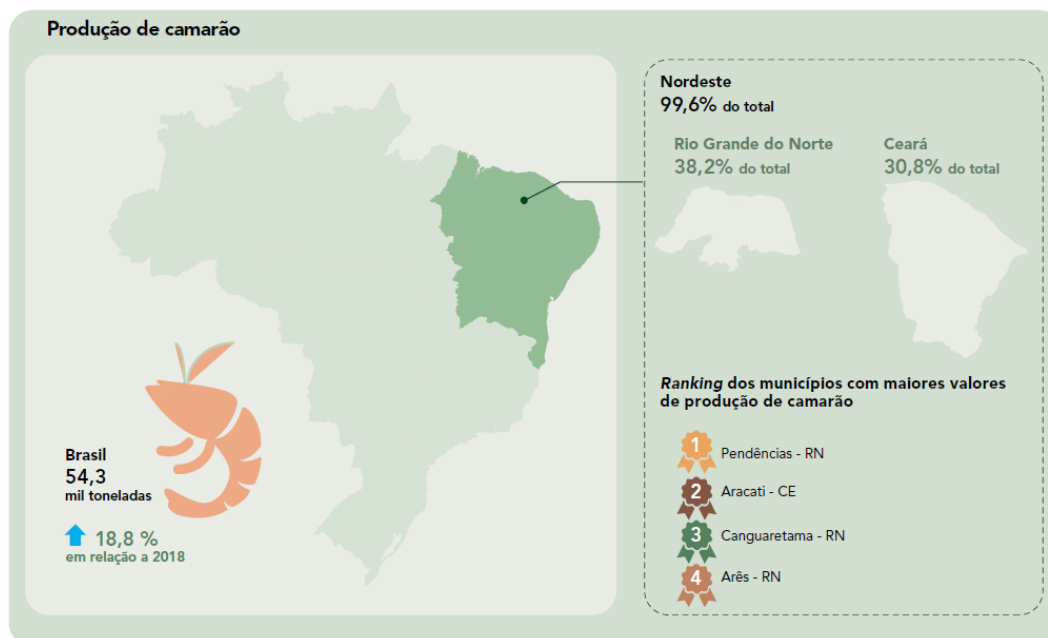 Produção de camarão
Brasil
54,3
mil toneladas
18,8 %
em relação a 2018
Nordeste
99,6% do total
Rio Grande do Norte
38,2% do total
Ceará
30,8% do total
Ranking dos municípios com maiores valores
de produção de camarão
1 Pendências - RN
2 Aracati - CE
3 Canguaretama - RN
4 Arês - RN